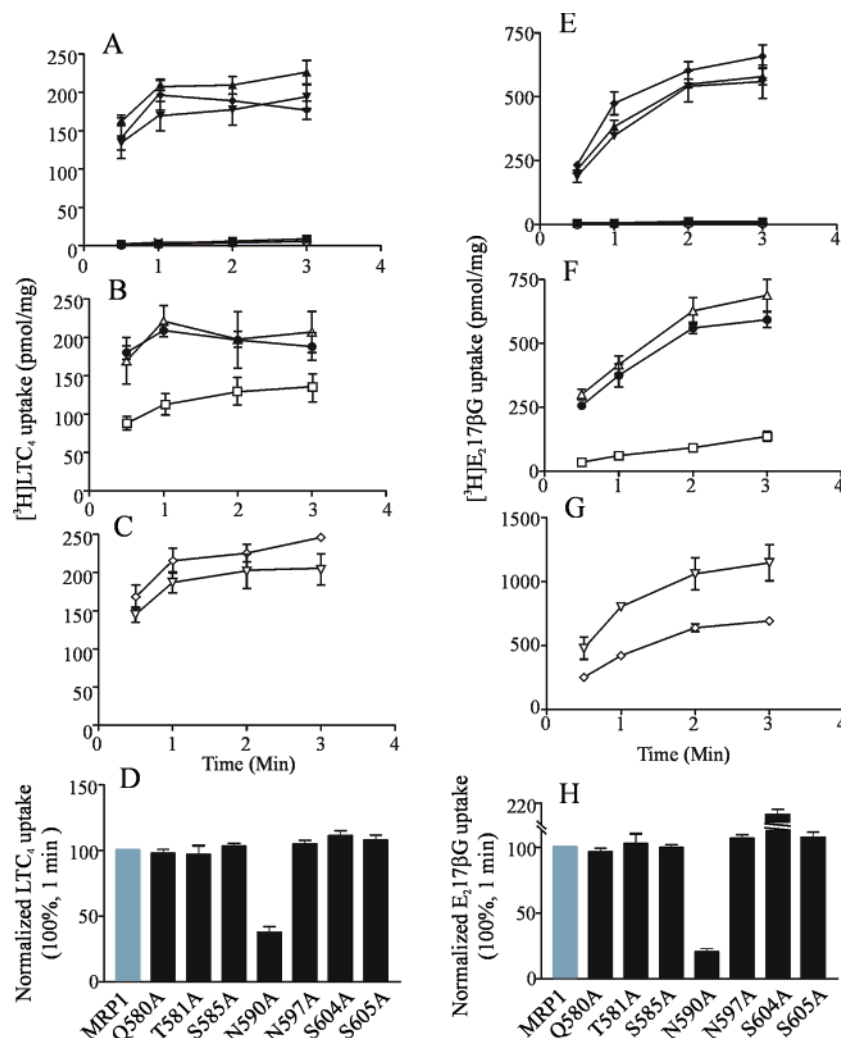 A
250
200
150
100
50
0
0
1
2
3
4
B
250
200
150
100
50
0
0
1
2
3
4
C
250
200
150
100
50
0
0
1
2
3
4
[³H]LTC₄ uptake (pmol/mg)
Time (Min)
D
150
100
50
0
Normalized LTC₄ uptake
(100%, 1 min )
MRP1
Q580A
T581A
S585A
N590A
N597A
S604A
S605A
E
750
500
250
0
0
1
2
3
4
F
750
500
250
0
0
1
2
3
4
G
1500
1000
500
0
0
1
2
3
4
[³H]E₂17βG uptake (pmol/mg)
Time (Min)
H
220
100
50
0
Normalized E₂17βG uptake
(100%, 1 min )
MRP1
Q580A
T581A
S585A
N590A
N597A
S604A
S605A